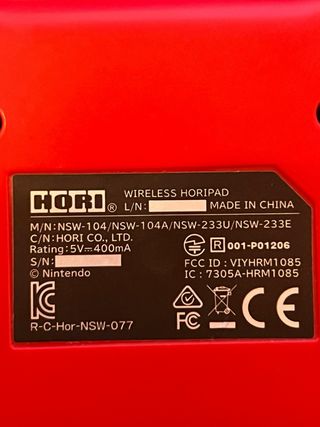 HORI® WIRELESS HORIPAD
L/N: MADE IN CHINA
M/N: NSW-104/NSW-104A/NSW-233U/NSW-233E
C/N: HORI CO., LTD.
Rating: 5V⎓400mA
R 001-P01206
S/N:
FCC ID : VIYHRM1085
© Nintendo
IC : 7305A-HRM1085
KC
R-C-Hor-NSW-077
FC CE